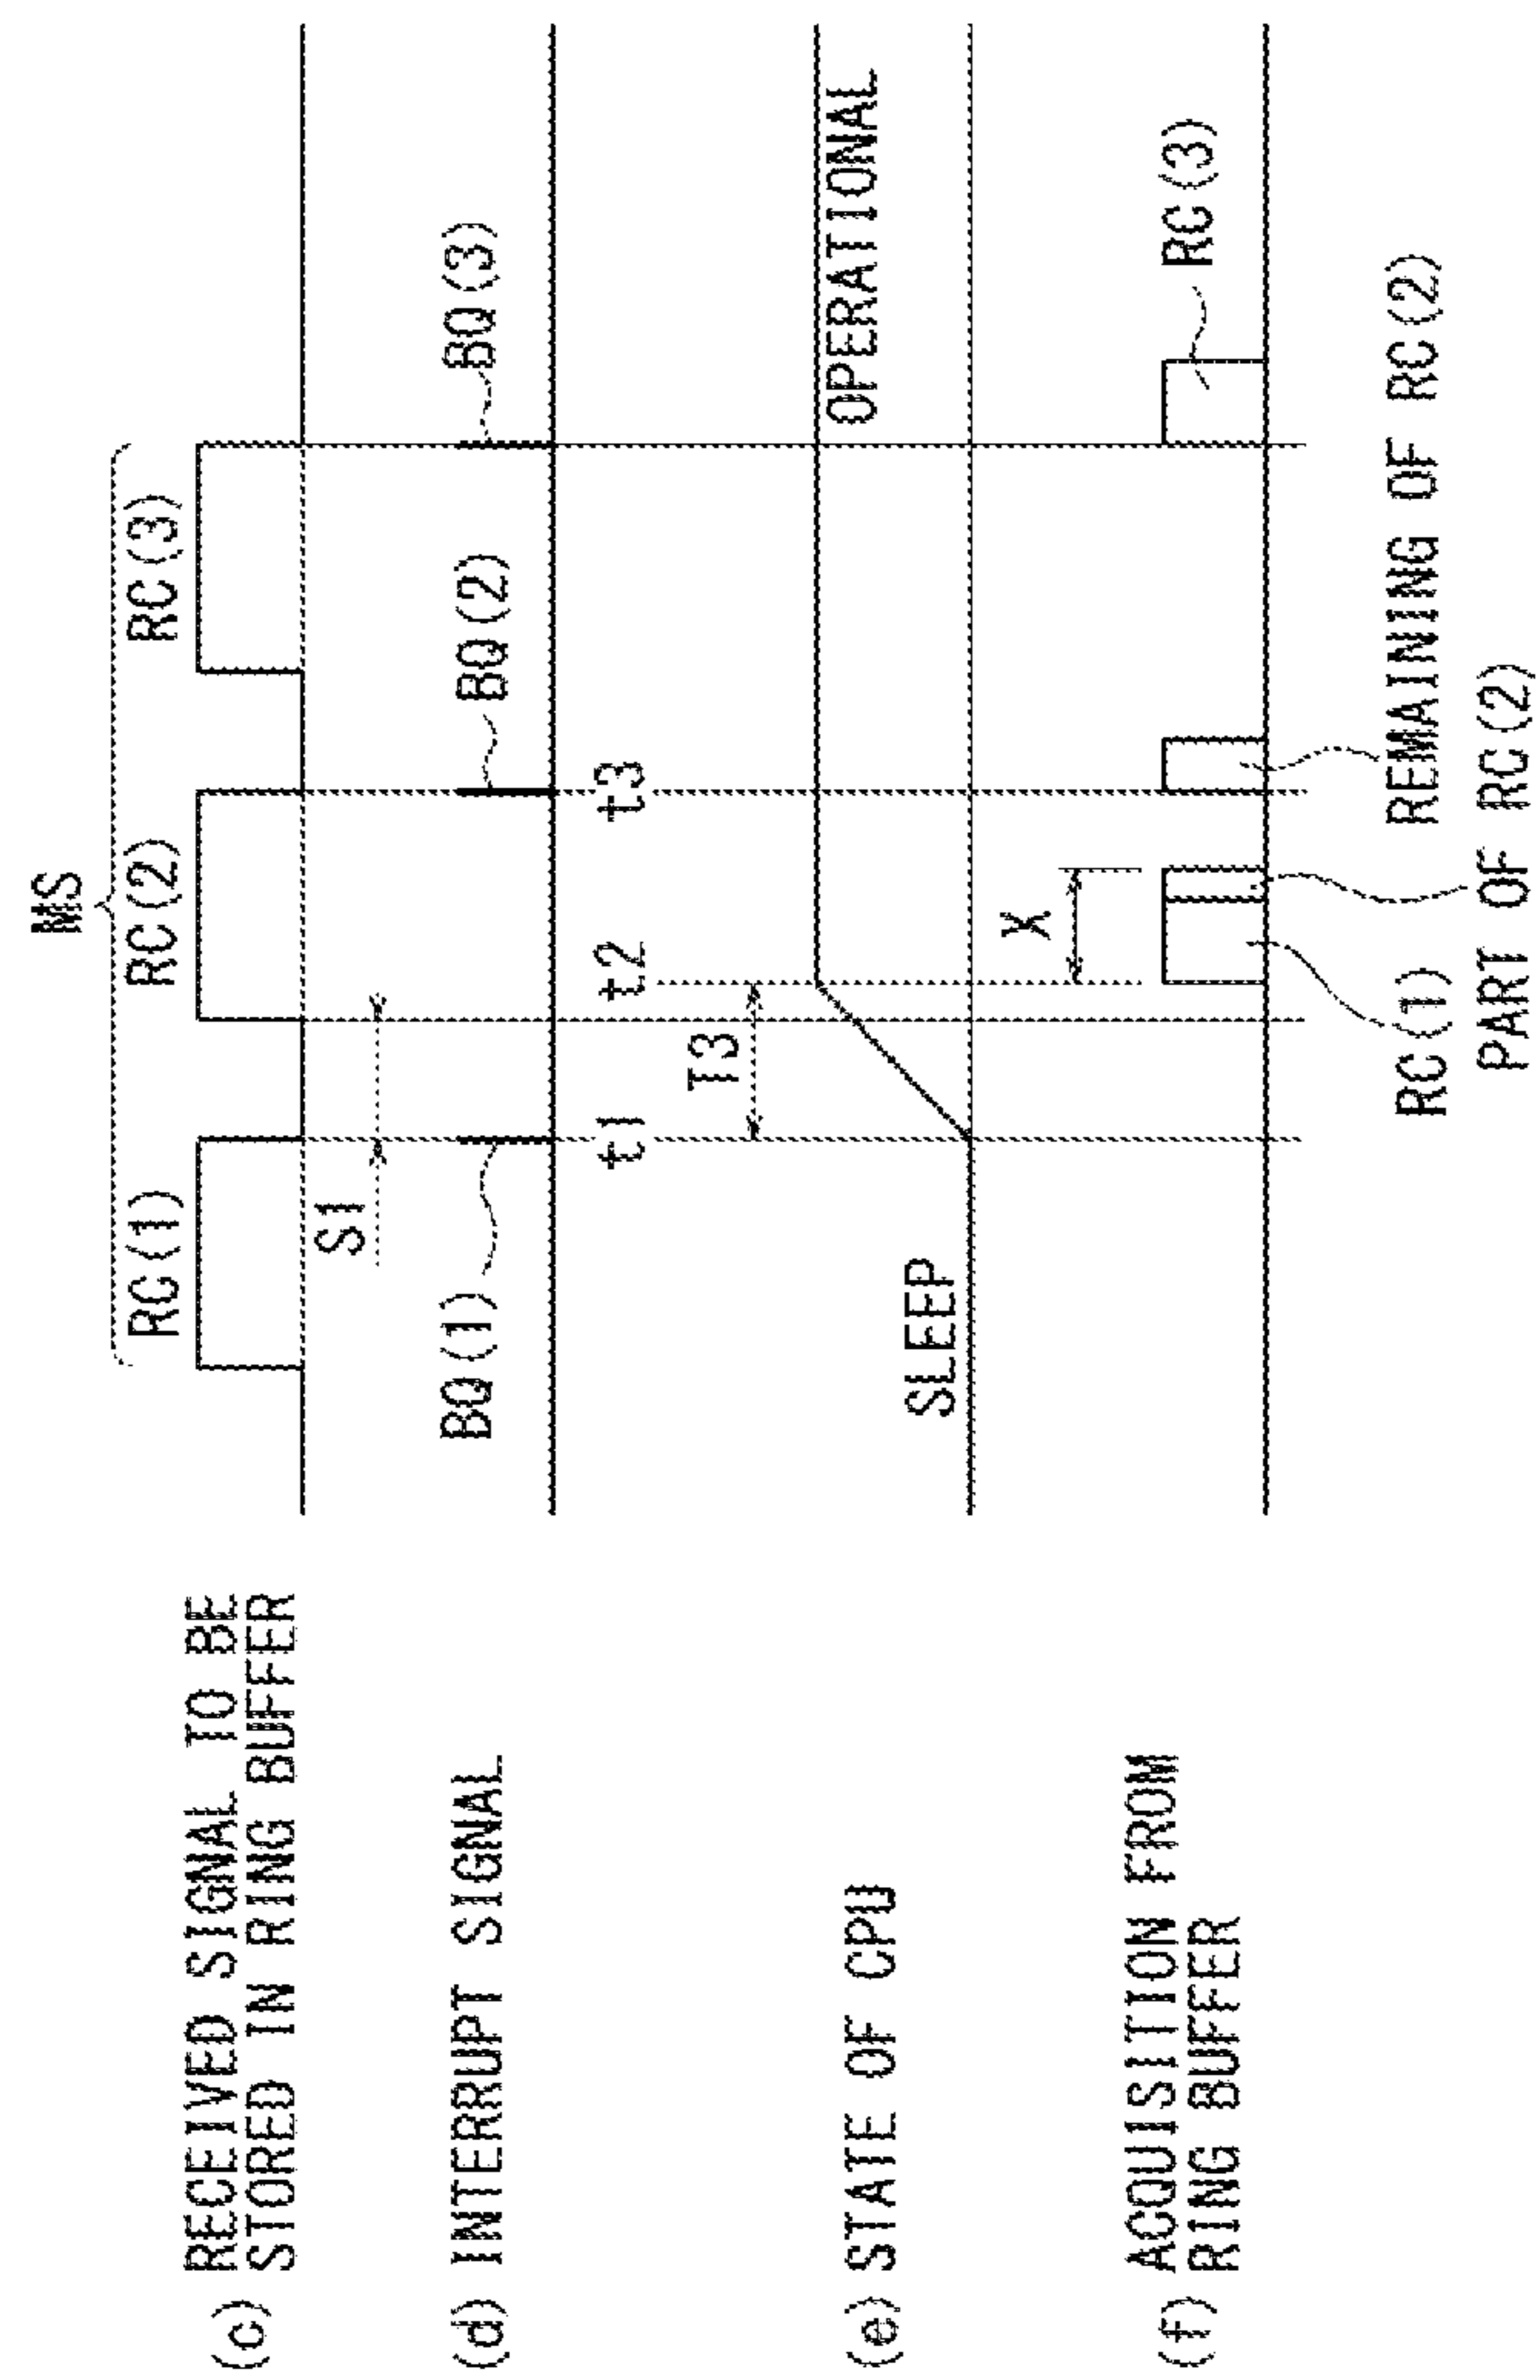 MS
RC(1)
RC(2)
RC(3)
(c) RECEIVED SIGNAL TO BE
STORED IN RING BUFFER
S1
(d) INTERRUPT SIGNAL
BQ(1)
BQ(2)
BQ(3)
t1
t2
t3
T3
(e) STATE OF CPU
SLEEP
OPERATIONAL
X
(f) ACQUISITION FROM
RING BUFFER
RC(3)
RC(1)
REMAINING OF RC(2)
PART OF RC(2)